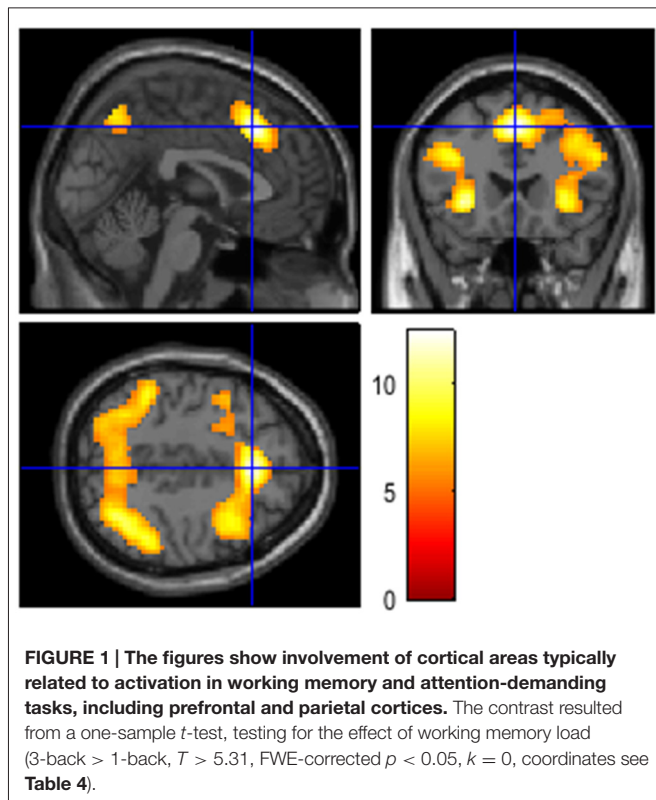 10
5
0
FIGURE 1 | The figures show involvement of cortical areas typically
related to activation in working memory and attention-demanding
tasks, including prefrontal and parietal cortices. The contrast resulted
from a one-sample t-test, testing for the effect of working memory load
(3-back > 1-back, T > 5.31, FWE-corrected p < 0.05, k = 0, coordinates see
Table 4).